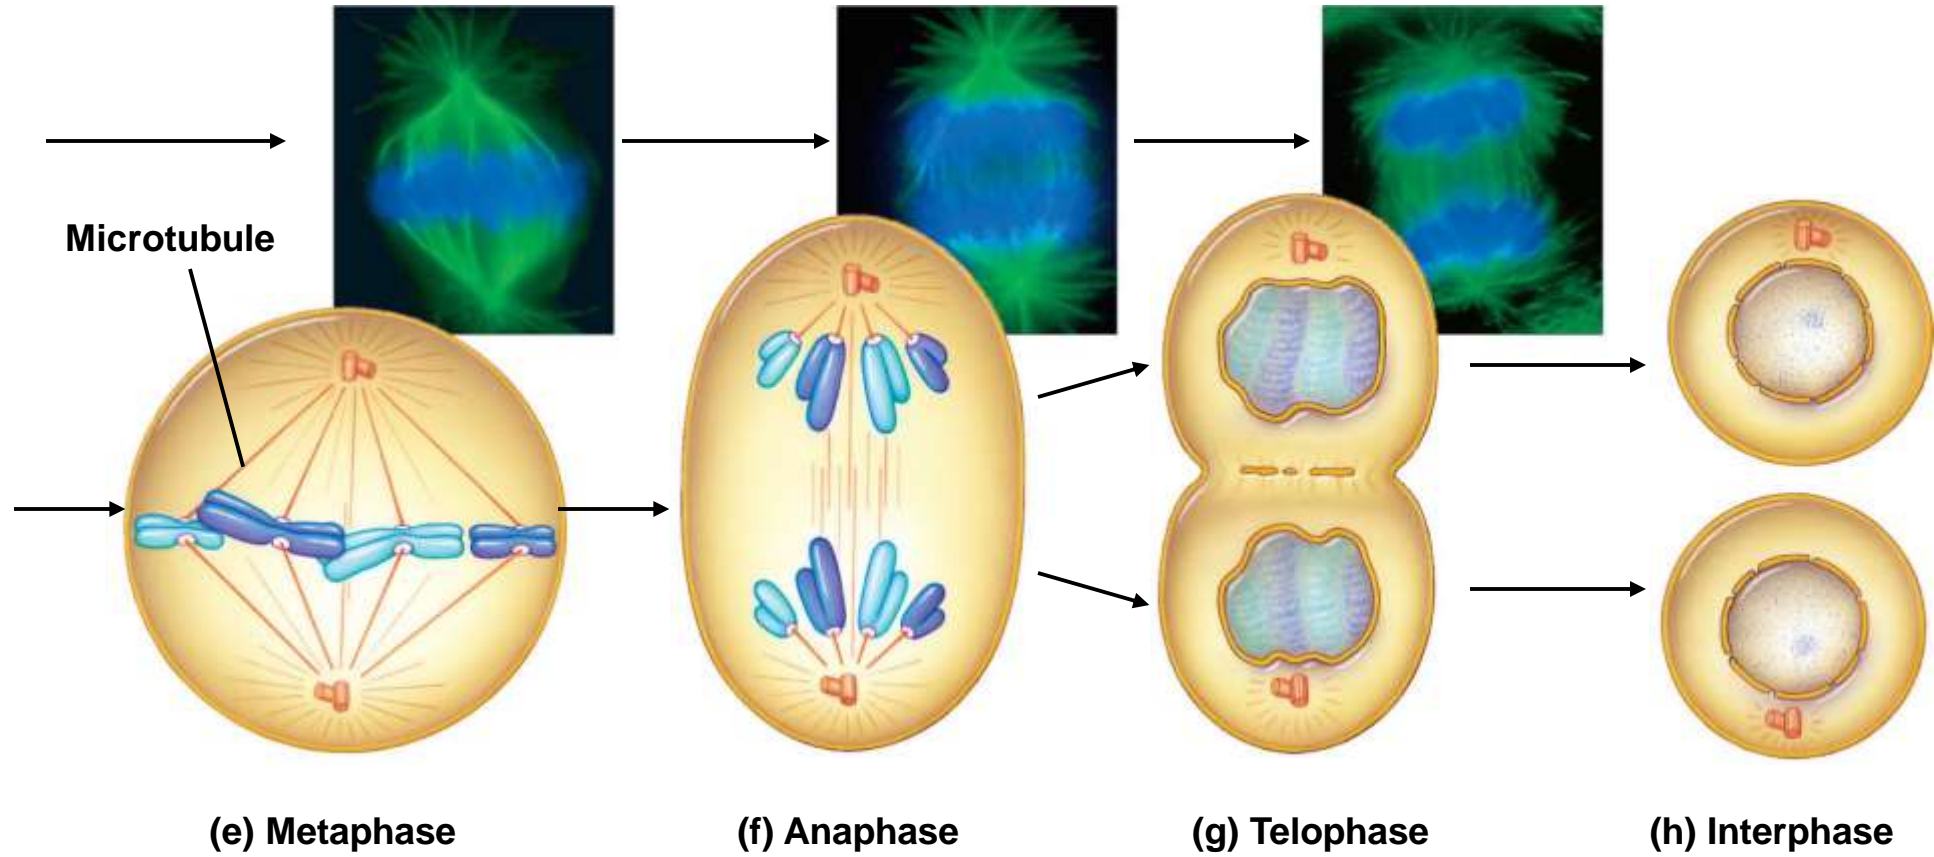 Microtubule
(e) Metaphase
(f) Anaphase
(g) Telophase
(h) Interphase